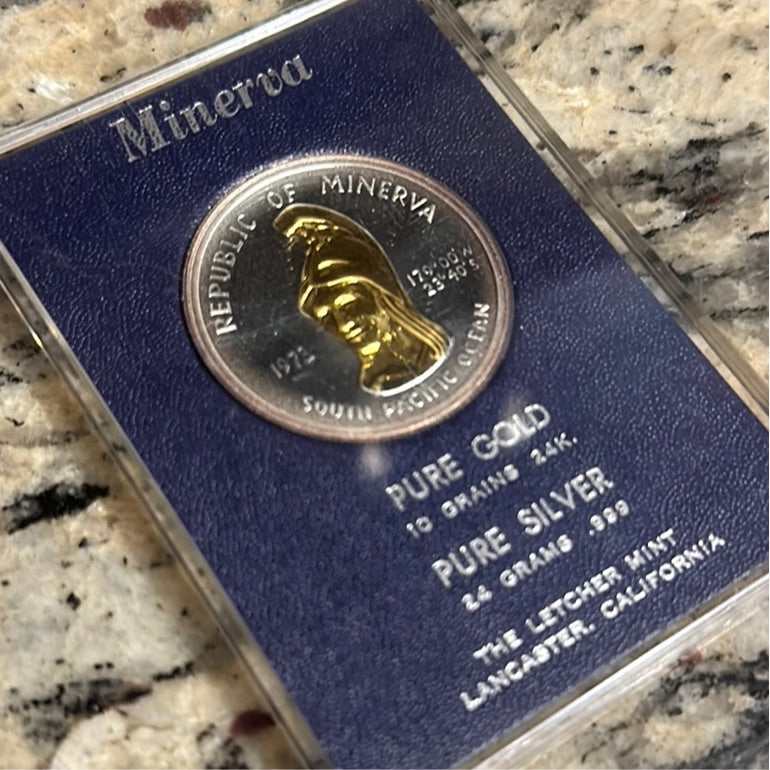 Minerva
REPUBLIC OF MINERVA
179°00'W
23°40'S
1973
SOUTH PACIFIC OCEAN
PURE GOLD
10 GRAINS 24K.
PURE SILVER
24 GRAMS .999
THE LETCHER MINT
LANCASTER, CALIFORNIA